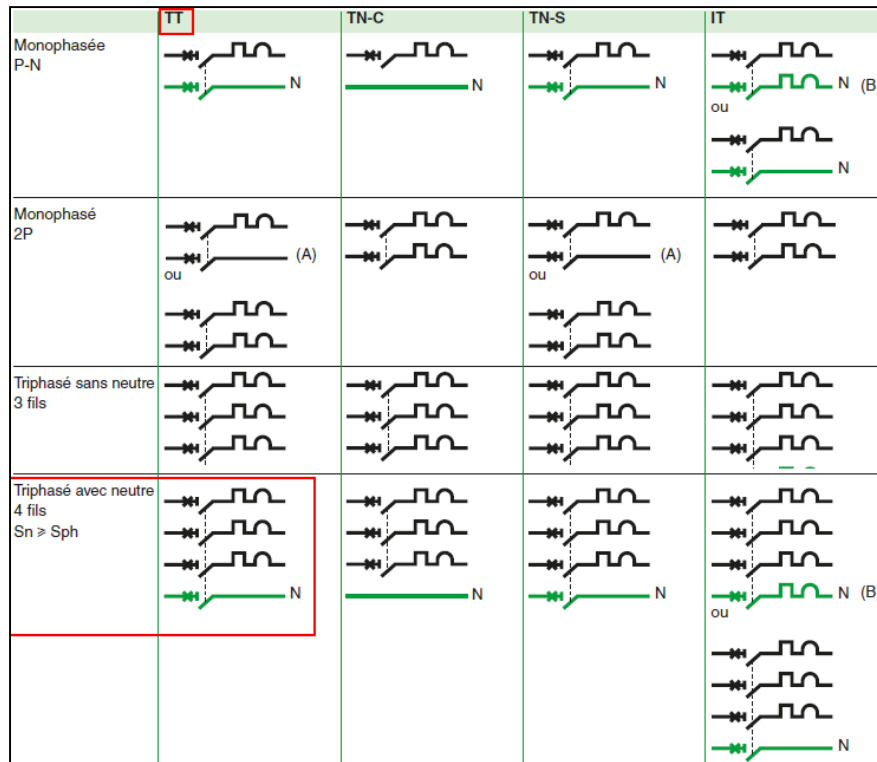 TT TN-C TN-S IT
Monophasée
P-N
N N N N (B
ou
N
Monophasé
2P
(A) (A)
ou ou
Triphasé sans neutre
3 fils
Triphasé avec neutre
4 fils
Sn ⩾ Sph
N N N N (B
ou
N